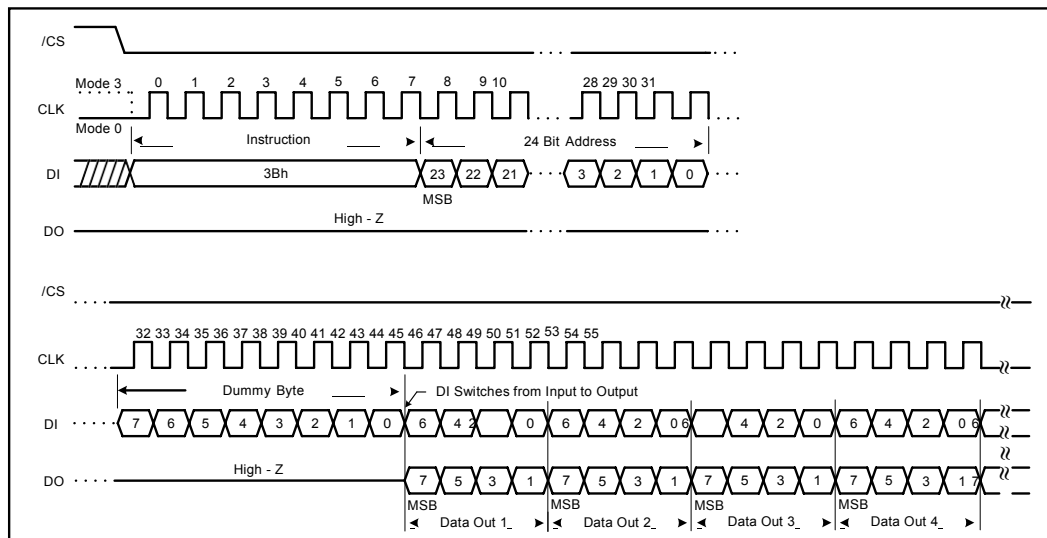 /CS
Mode 3
0 1 2 3 4 5 6 7 8 9 10 28 29 30 31
CLK
Mode 0
Instruction 24 Bit Address
DI 3Bh 23 22 21 3 2 1 0
MSB
High - Z
DO
/CS
32 33 34 35 36 37 38 39 40 41 42 43 44 45 46 47 48 49 50 51 52 53 54 55
CLK
Dummy Byte DI Switches from Input to Output
DI 7 6 5 4 3 2 1 0 6 4 2 0 6 4 2 0 6 4 2 0 6 4 2 0 6
High - Z
DO 7 5 3 1 7 5 3 1 7 5 3 1 7 5 3 1 7
MSB MSB MSB MSB
Data Out 1 Data Out 2 Data Out 3 Data Out 4